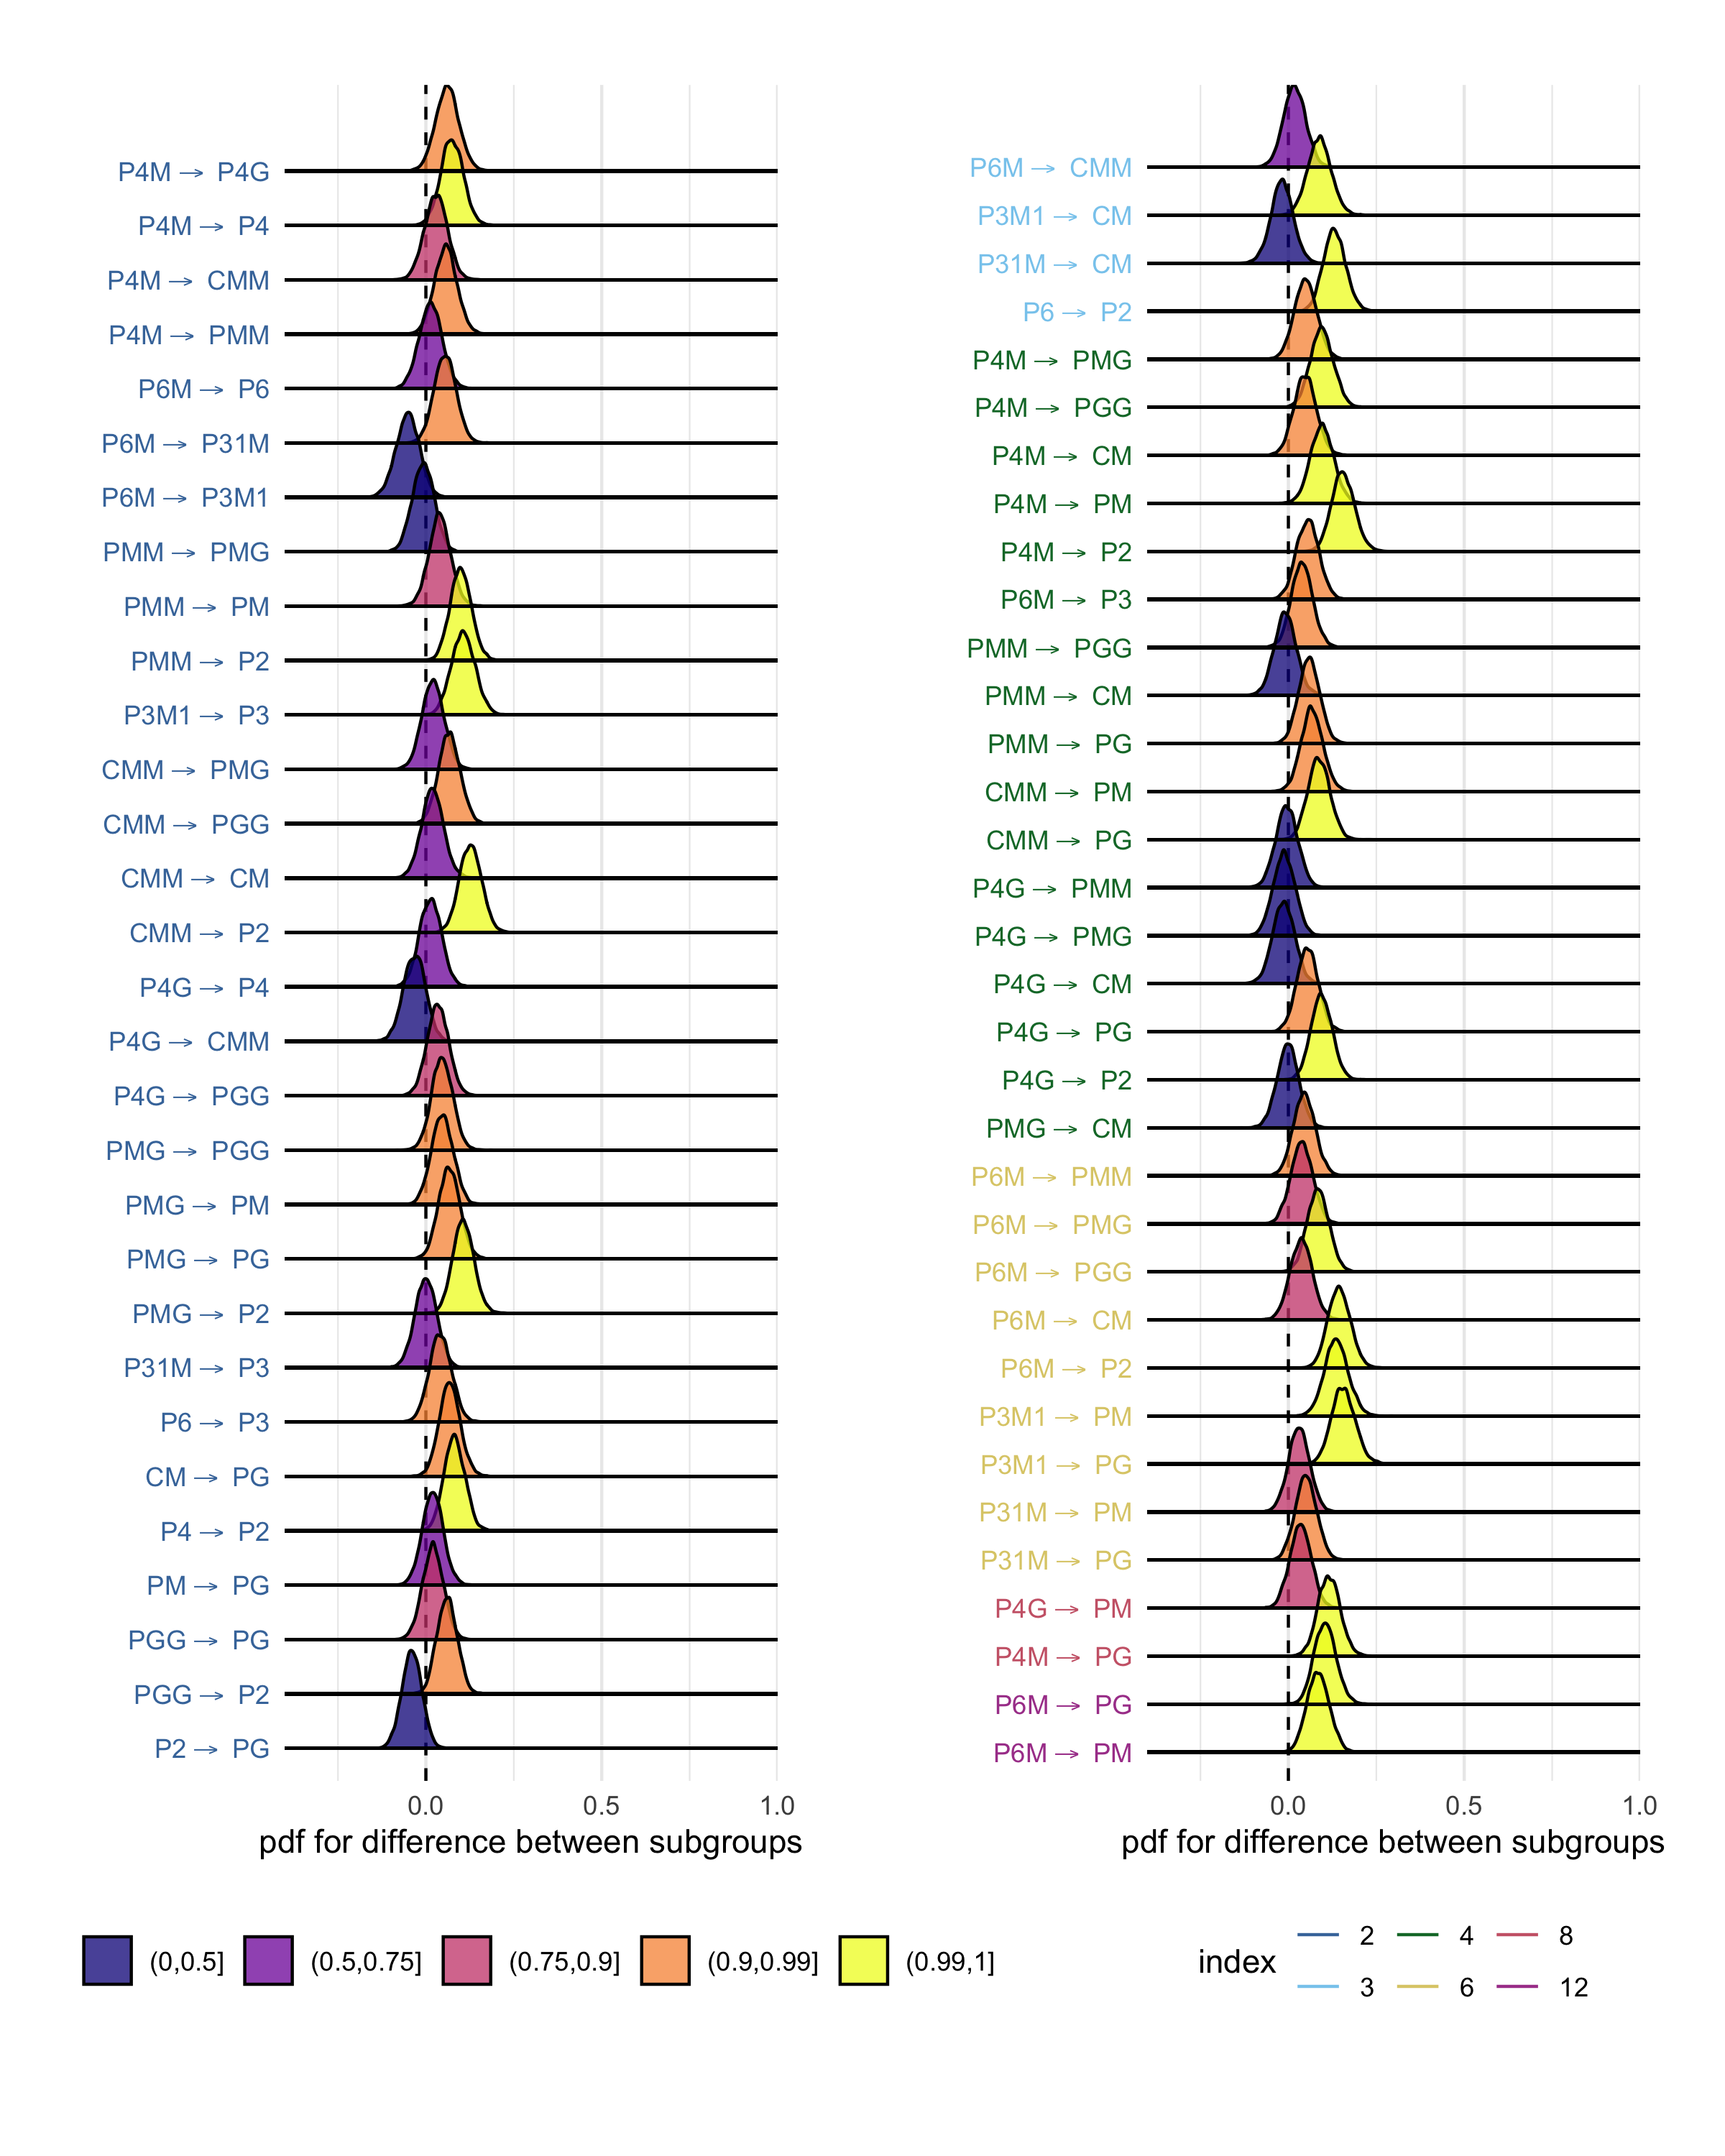 P4M → P4G
P4M → P4
P4M → CMM
P4M → PMM
P6M → P6
P6M → P31M
P6M → P3M1
PMM → PMG
PMM → PM
PMM → P2
P3M1 → P3
CMM → PMG
CMM → PGG
CMM → CM
CMM → P2
P4G → P4
P4G → CMM
P4G → PGG
PMG → PGG
PMG → PM
PMG → PG
PMG → P2
P31M → P3
P6 → P3
CM → PG
P4 → P2
PM → PG
PGG → PG
PGG → P2
P2 → PG
0.0 0.5 1.0
pdf for difference between subgroups
P6M → CMM
P3M1 → CM
P31M → CM
P6 → P2
P4M → PMG
P4M → PGG
P4M → CM
P4M → PM
P4M → P2
P6M → P3
PMM → PGG
PMM → CM
PMM → PG
CMM → PM
CMM → PG
P4G → PMM
P4G → PMG
P4G → CM
P4G → PG
P4G → P2
PMG → CM
P6M → PMM
P6M → PMG
P6M → PGG
P6M → CM
P6M → P2
P3M1 → PM
P3M1 → PG
P31M → PM
P31M → PG
P4G → PM
P4M → PG
P6M → PG
P6M → PM
0.0 0.5 1.0
pdf for difference between subgroups
(0,0.5] (0.5,0.75] (0.75,0.9] (0.9,0.99] (0.99,1]
index
2 4 8
3 6 12